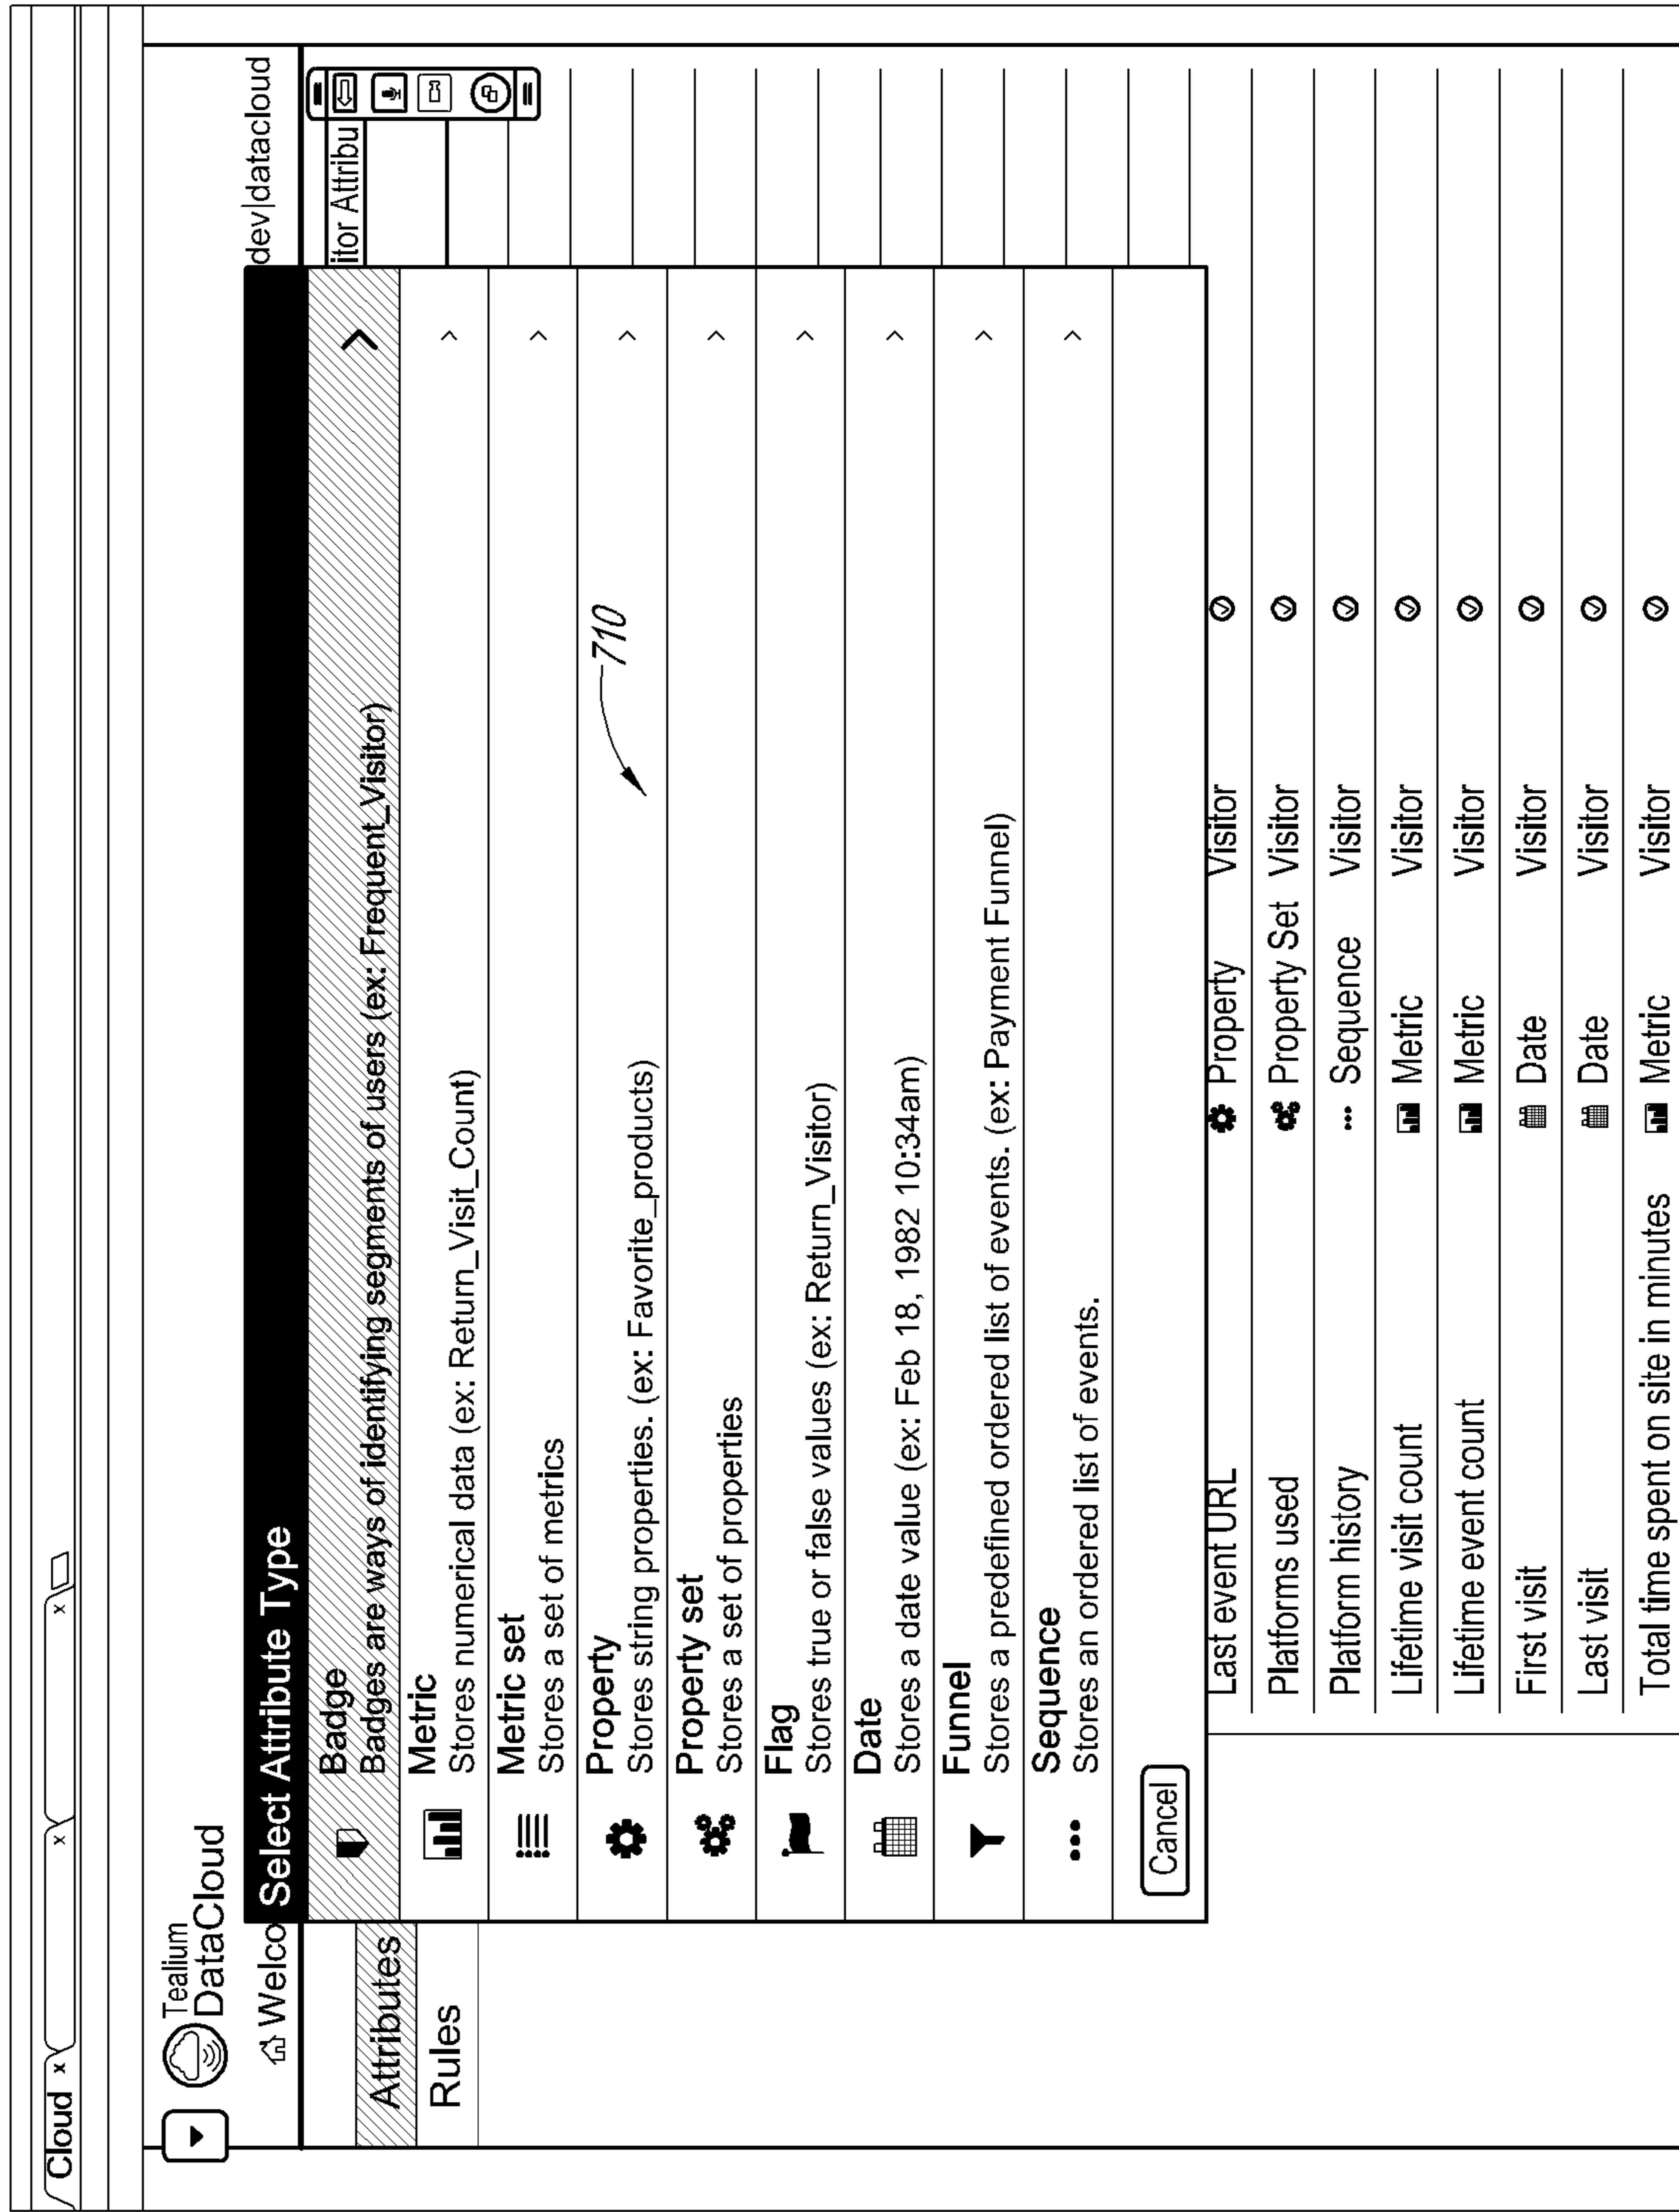 Cloud x
x
x
Tealium
DataCloud
Welco
dev|datacloud
Select Attribute Type
itor Attribu
Attributes
Rules
Badge
Badges are ways of identifying segments of users (ex: Frequent_Visitor)
Metric
Stores numerical data (ex: Return_Visit_Count)
Metric set
Stores a set of metrics
Property
Stores string properties. (ex: Favorite_products)
710
Property set
Stores a set of properties
Flag
Stores true or false values (ex: Return_Visitor)
Date
Stores a date value (ex: Feb 18, 1982 10:34am)
Funnel
Stores a predefined ordered list of events. (ex: Payment Funnel)
Sequence
Stores an ordered list of events.
Cancel
Last event URL Property Visitor
Platforms used Property Set Visitor
Platform history Sequence Visitor
Lifetime visit count Metric Visitor
Lifetime event count Metric Visitor
First visit Date Visitor
Last visit Date Visitor
Total time spent on site in minutes Metric Visitor